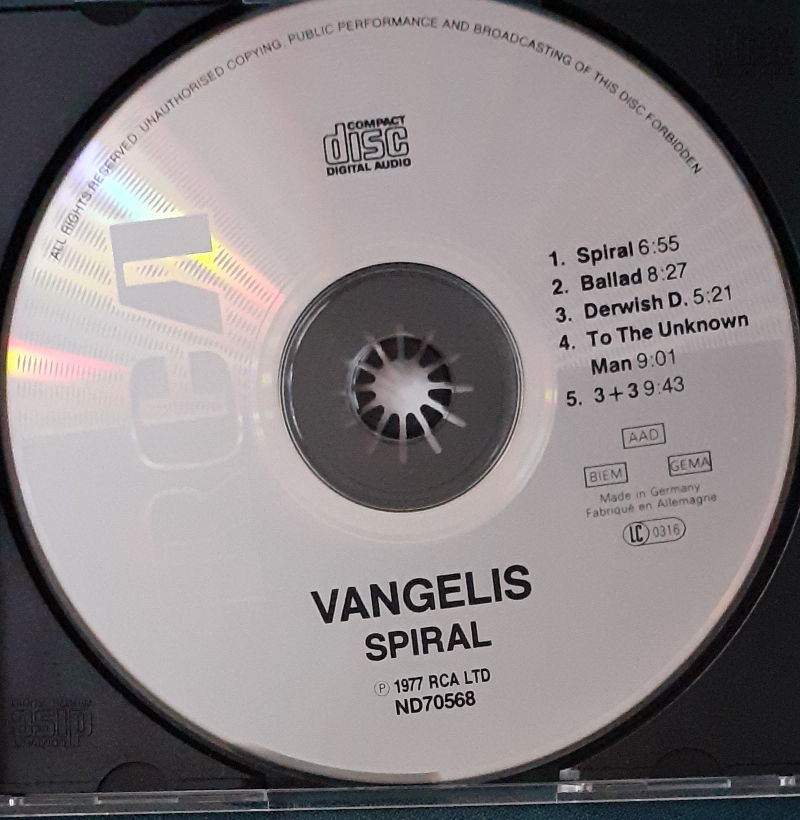 ALL RIGHTS RESERVED. UNAUTHORISED COPYING, PUBLIC PERFORMANCE AND BROADCASTING OF THIS DISC FORBIDDEN
COMPACT
disc
DIGITAL AUDIO
RCA
1. Spiral 6:55
2. Ballad 8:27
3. Derwish D. 5:21
4. To The Unknown
Man 9:01
5. 3+3 9:43
AAD
BIEM GEMA
Made in Germany
Fabriqué en Allemagne
LC 0316
VANGELIS
SPIRAL
℗ 1977 RCA LTD
ND70568